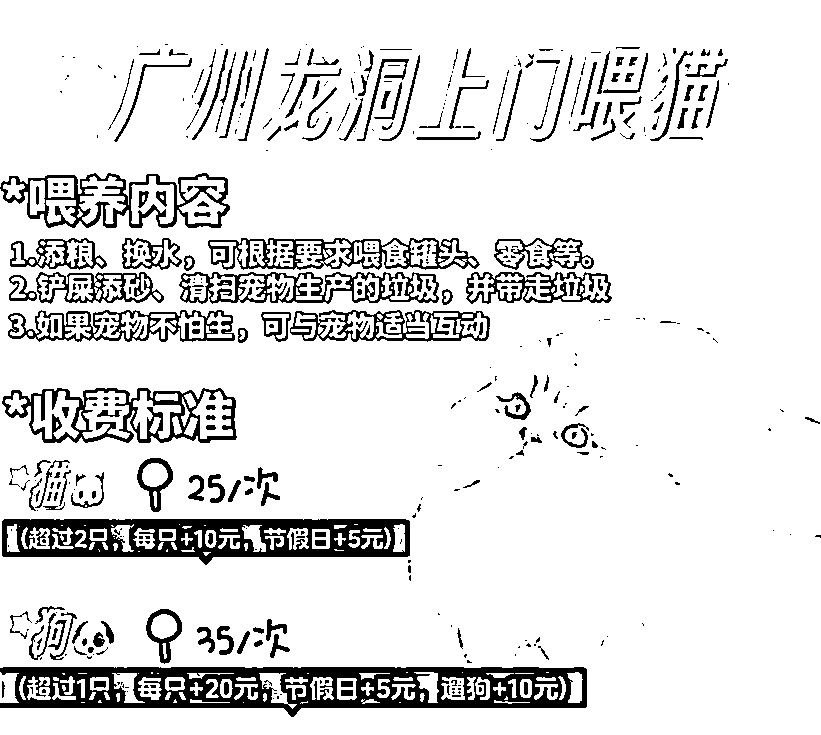 广州龙洞上门喂猫
*喂养内容
1.添粮、换水，可根据要求喂食罐头、零食等。
2.铲屎添砂、清扫宠物生产的垃圾，并带走垃圾
3.如果宠物不怕生，可与宠物适当互动
*收费标准
猫 25/次
(超过2只，每只+10元，节假日+5元)
狗 35/次
(超过1只，每只+20元，节假日+5元，遛狗+10元)